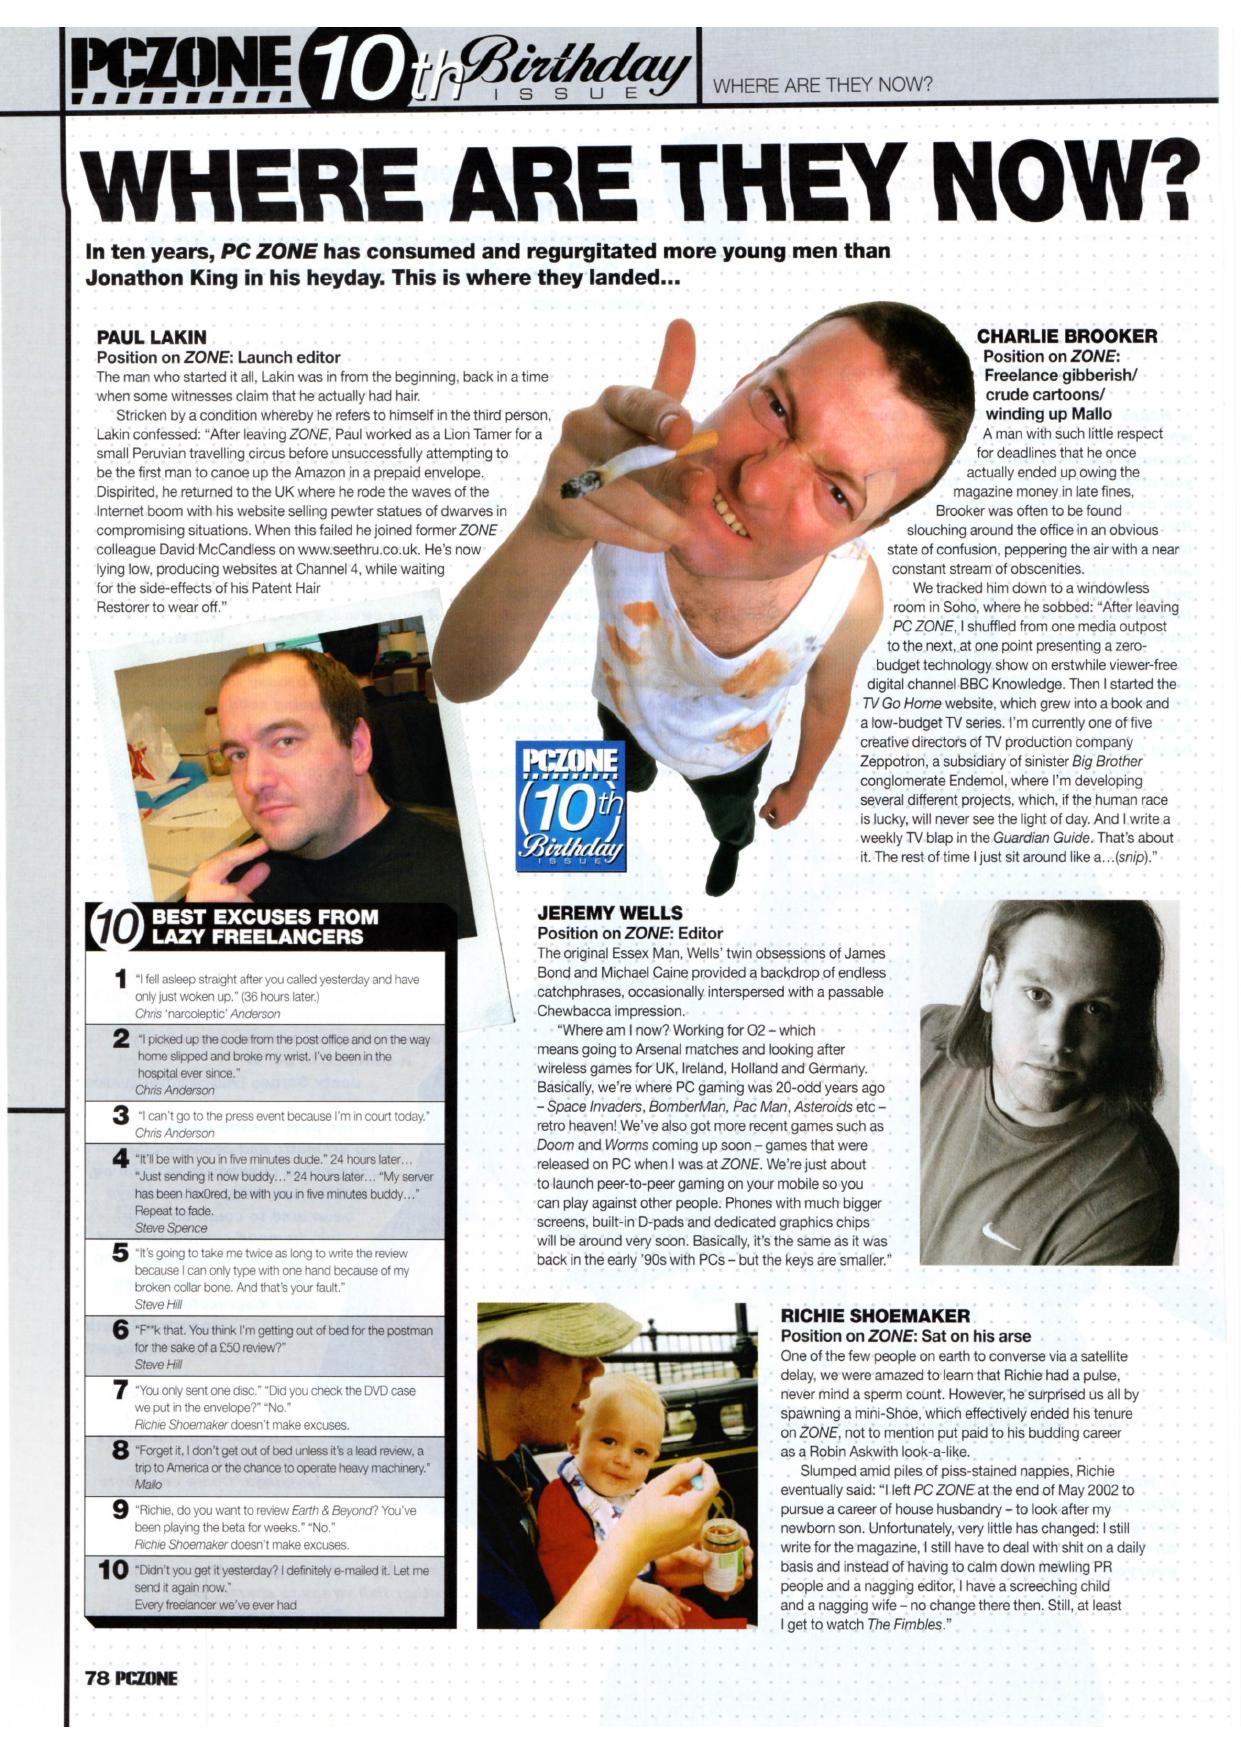 PCZONE 10th Birthday
ISSUE
WHERE ARE THEY NOW?
WHERE ARE THEY NOW?
In ten years, PC ZONE has consumed and regurgitated more young men than
Jonathon King in his heyday. This is where they landed...
PAUL LAKIN
Position on ZONE: Launch editor
The man who started it all, Lakin was in from the beginning, back in a time
when some witnesses claim that he actually had hair.
Stricken by a condition whereby he refers to himself in the third person,
Lakin confessed: “After leaving ZONE, Paul worked as a Lion Tamer for a
small Peruvian travelling circus before unsuccessfully attempting to
be the first man to canoe up the Amazon in a prepaid envelope.
Dispirited, he returned to the UK where he rode the waves of the
Internet boom with his website selling pewter statues of dwarves in
compromising situations. When this failed he joined former ZONE
colleague David McCandless on www.seethru.co.uk. He's now
lying low, producing websites at Channel 4, while waiting
for the side-effects of his Patent Hair
Restorer to wear off.”
CHARLIE BROOKER
Position on ZONE:
Freelance gibberish/
crude cartoons/
winding up Mallo
A man with such little respect
for deadlines that he once
actually ended up owing the
magazine money in late fines,
Brooker was often to be found
slouching around the office in an obvious
state of confusion, peppering the air with a near
constant stream of obscenities.
We tracked him down to a windowless
room in Soho, where he sobbed: “After leaving
PC ZONE, I shuffled from one media outpost
to the next, at one point presenting a zero-
budget technology show on erstwhile viewer-free
digital channel BBC Knowledge. Then I started the
TV Go Home website, which grew into a book and
a low-budget TV series. I'm currently one of five
creative directors of TV production company
Zeppotron, a subsidiary of sinister Big Brother
conglomerate Endemol, where I'm developing
several different projects, which, if the human race
is lucky, will never see the light of day. And I write a
weekly TV blap in the Guardian Guide. That's about
it. The rest of time I just sit around like a...(snip).”
PCZONE
10th
Birthday
ISSUE
10 BEST EXCUSES FROM
LAZY FREELANCERS
1 “I fell asleep straight after you called yesterday and have
only just woken up.” (36 hours later.)
Chris 'narcoleptic' Anderson
2 “I picked up the code from the post office and on the way
home slipped and broke my wrist. I've been in the
hospital ever since.”
Chris Anderson
3 “I can't go to the press event because I'm in court today.”
Chris Anderson
4 “It'll be with you in five minutes dude.” 24 hours later...
“Just sending it now buddy...” 24 hours later... “My server
has been hax0red, be with you in five minutes buddy...”
Repeat to fade.
Steve Spence
5 “It's going to take me twice as long to write the review
because I can only type with one hand because of my
broken collar bone. And that's your fault.”
Steve Hill
6 “F**k that. You think I'm getting out of bed for the postman
for the sake of a £50 review?”
Steve Hill
7 “You only sent one disc.” “Did you check the DVD case
we put in the envelope?” “No.”
Richie Shoemaker doesn't make excuses.
8 “Forget it, I don't get out of bed unless it's a lead review, a
trip to America or the chance to operate heavy machinery.”
Mallo
9 “Richie, do you want to review Earth & Beyond? You've
been playing the beta for weeks.” “No.”
Richie Shoemaker doesn't make excuses.
10 “Didn't you get it yesterday? I definitely e-mailed it. Let me
send it again now.”
Every freelancer we've ever had
JEREMY WELLS
Position on ZONE: Editor
The original Essex Man, Wells' twin obsessions of James
Bond and Michael Caine provided a backdrop of endless
catchphrases, occasionally interspersed with a passable
Chewbacca impression.
“Where am I now? Working for O2 – which
means going to Arsenal matches and looking after
wireless games for UK, Ireland, Holland and Germany.
Basically, we're where PC gaming was 20-odd years ago
– Space Invaders, BomberMan, Pac Man, Asteroids etc –
retro heaven! We've also got more recent games such as
Doom and Worms coming up soon – games that were
released on PC when I was at ZONE. We're just about
to launch peer-to-peer gaming on your mobile so you
can play against other people. Phones with much bigger
screens, built-in D-pads and dedicated graphics chips
will be around very soon. Basically, it's the same as it was
back in the early '90s with PCs – but the keys are smaller.”
RICHIE SHOEMAKER
Position on ZONE: Sat on his arse
One of the few people on earth to converse via a satellite
delay, we were amazed to learn that Richie had a pulse,
never mind a sperm count. However, he surprised us all by
spawning a mini-Shoe, which effectively ended his tenure
on ZONE, not to mention put paid to his budding career
as a Robin Askwith look-a-like.
Slumped amid piles of piss-stained nappies, Richie
eventually said: “I left PC ZONE at the end of May 2002 to
pursue a career of house husbandry – to look after my
newborn son. Unfortunately, very little has changed: I still
write for the magazine, I still have to deal with shit on a daily
basis and instead of having to calm down mewling PR
people and a nagging editor, I have a screeching child
and a nagging wife – no change there then. Still, at least
I get to watch The Fimbles.”
78 PCZONE